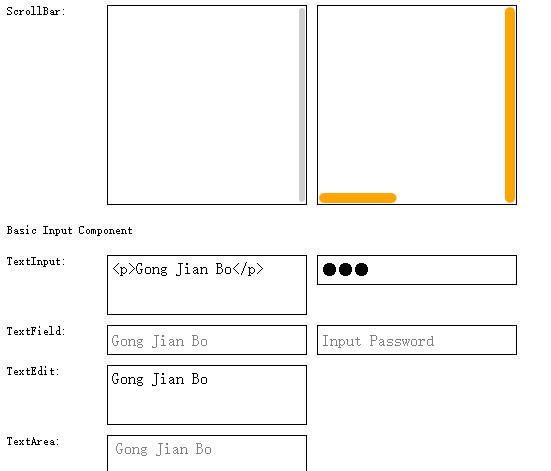 ScrollBar:
Basic Input Component
TextInput:
<p>Gong Jian Bo</p>
●●●
TextField:
Gong Jian Bo
Input Password
TextEdit:
Gong Jian Bo
TextArea:
Gong Jian Bo